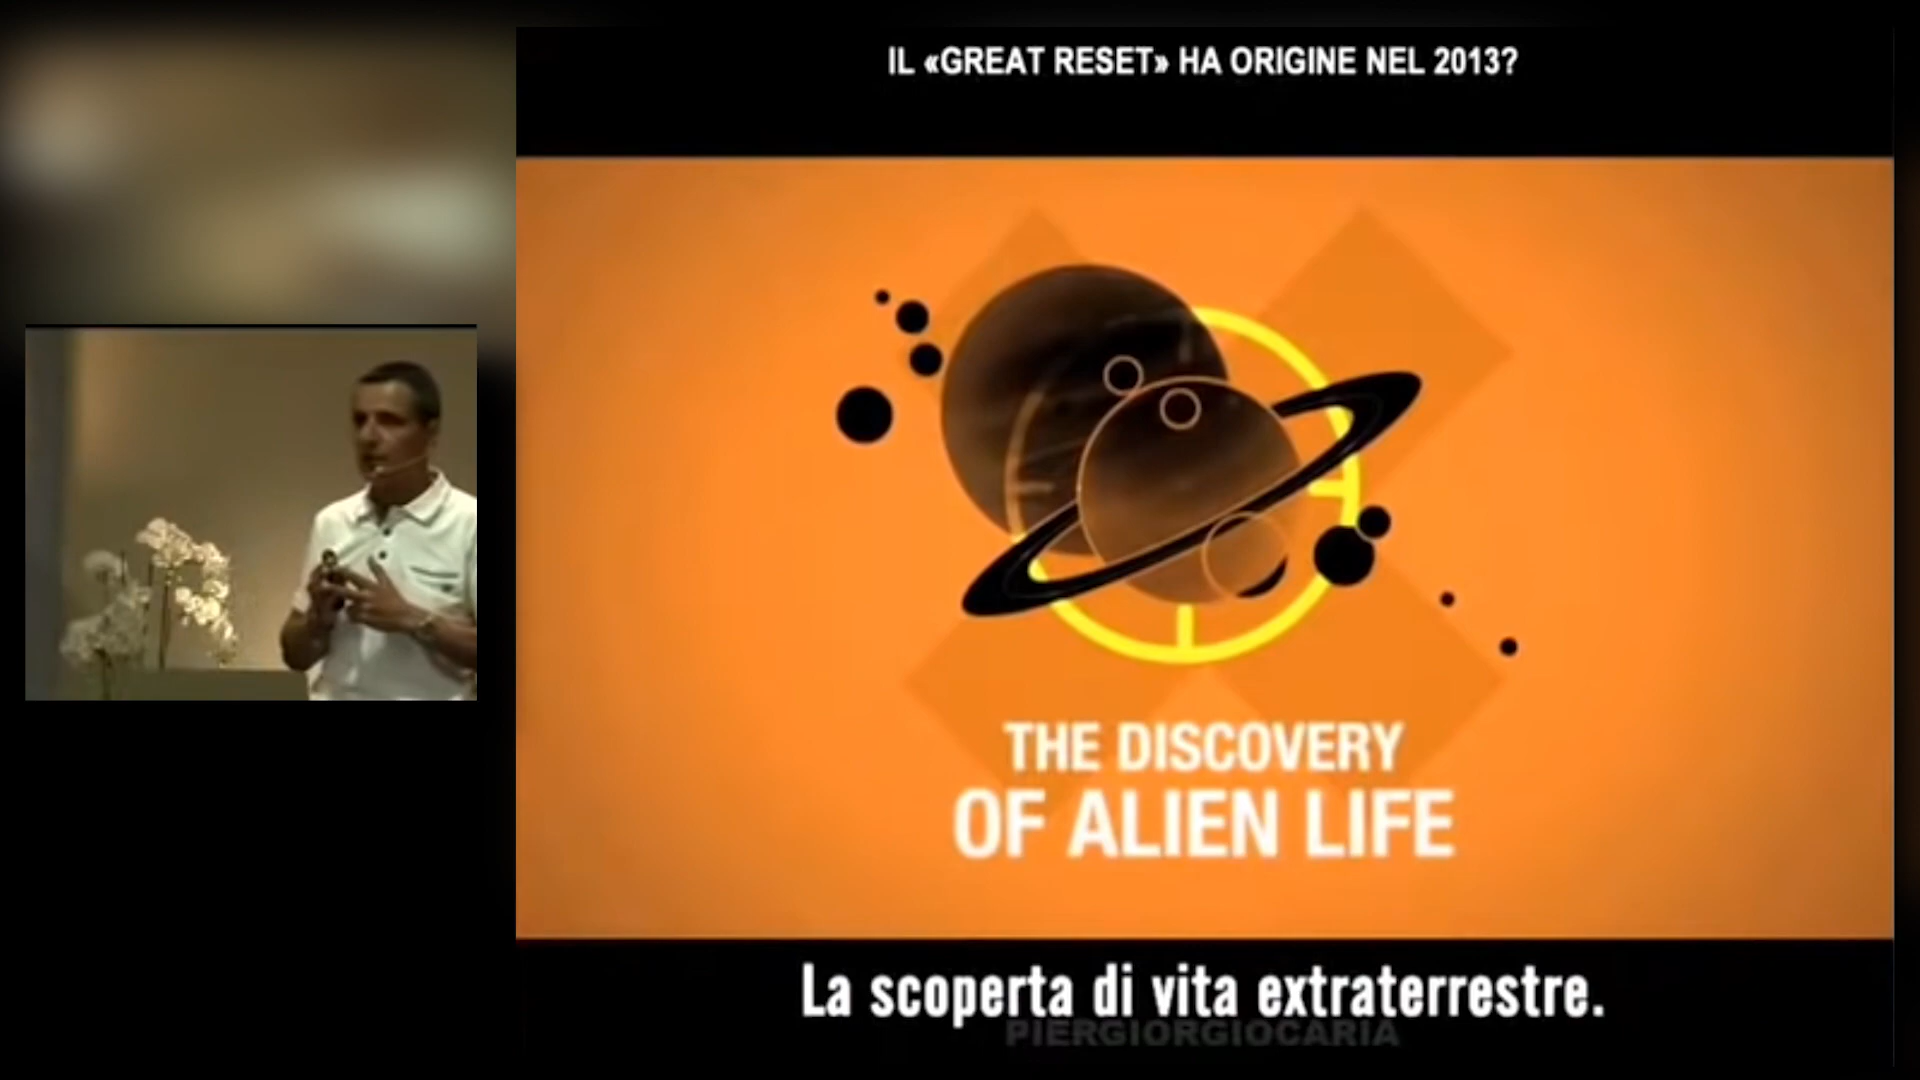 IL «GREAT RESET» HA ORIGINE NEL 2013?
THE DISCOVERY
OF ALIEN LIFE
La scoperta di vita extraterrestre.
PIERGIORGIOCARIA